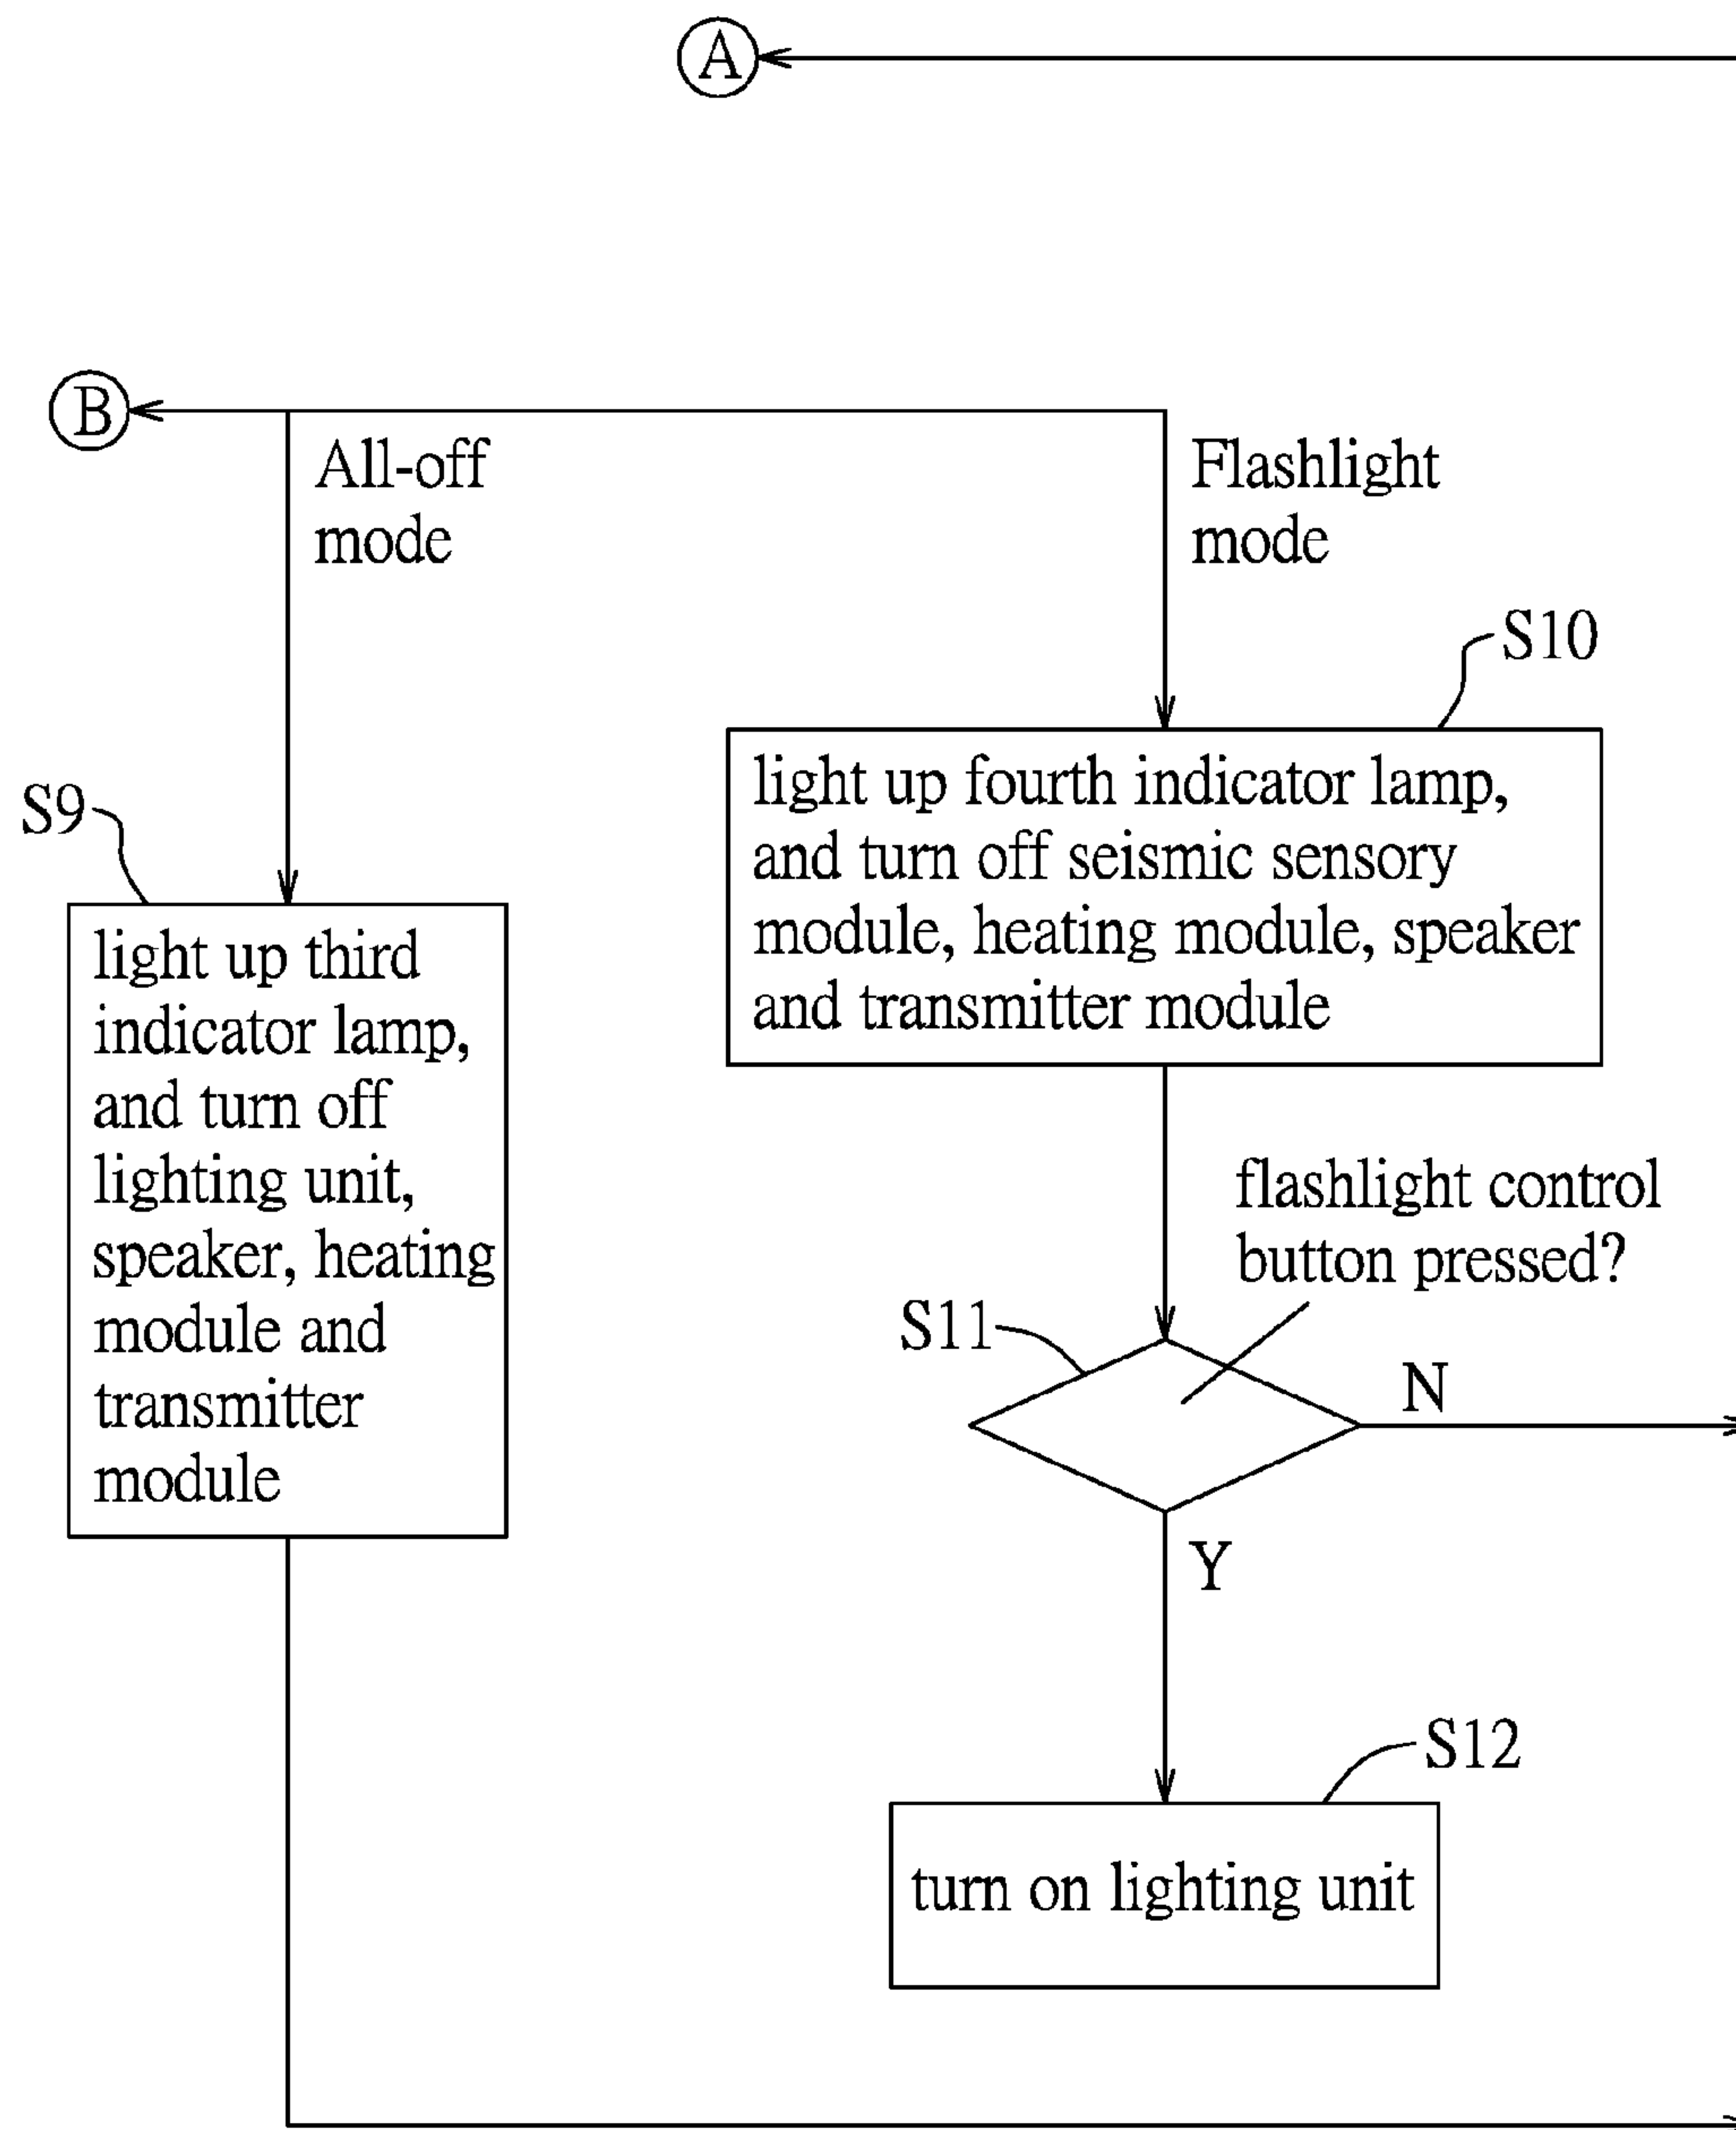 A
B
All-off
mode
Flashlight
mode
S10
light up fourth indicator lamp,
and turn off seismic sensory
module, heating module, speaker
and transmitter module
S9
light up third
indicator lamp,
and turn off
lighting unit,
speaker, heating
module and
transmitter
module
flashlight control
button pressed?
S11
N
Y
S12
turn on lighting unit